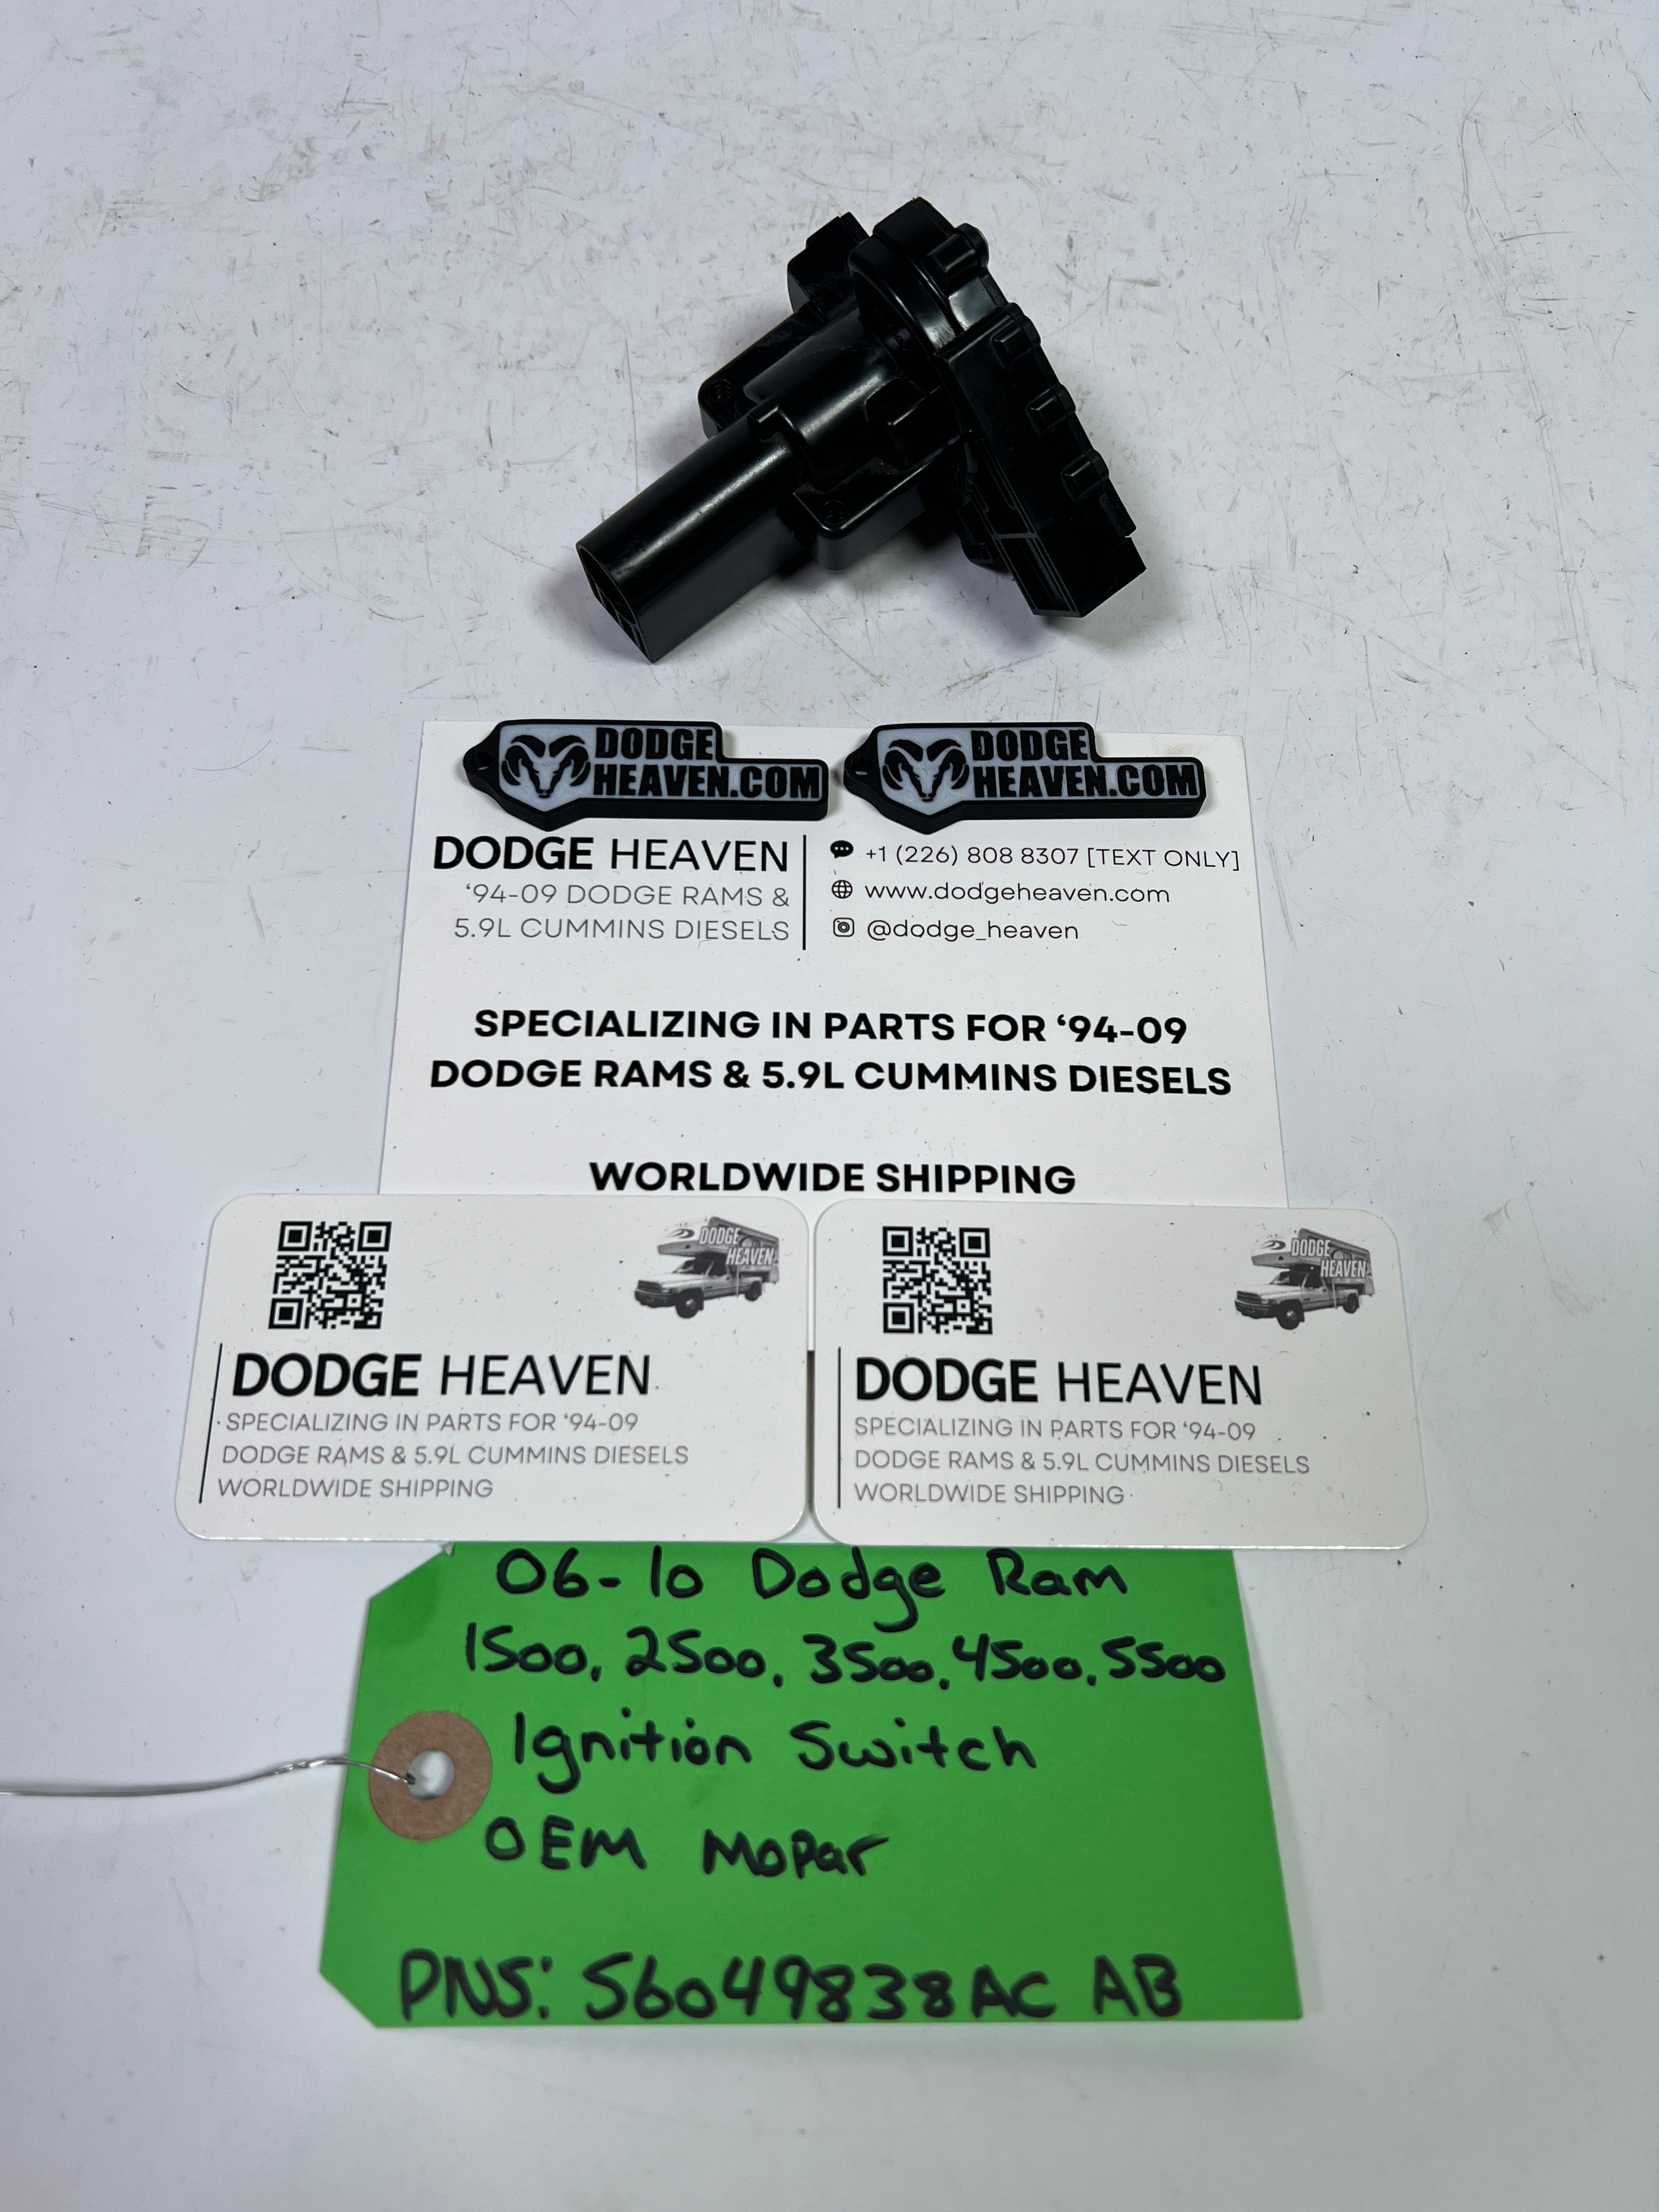 DODGE
HEAVEN.COM
DODGE
HEAVEN.COM
DODGE HEAVEN
‘94-09 DODGE RAMS &
5.9L CUMMINS DIESELS
+1 (226) 808 8307 [TEXT ONLY]
www.dodgeheaven.com
@dodge_heaven
SPECIALIZING IN PARTS FOR ‘94-09
DODGE RAMS & 5.9L CUMMINS DIESELS
WORLDWIDE SHIPPING
DODGE
HEAVEN
DODGE HEAVEN
SPECIALIZING IN PARTS FOR ‘94-09
DODGE RAMS & 5.9L CUMMINS DIESELS
WORLDWIDE SHIPPING
DODGE
HEAVEN
DODGE HEAVEN
SPECIALIZING IN PARTS FOR ‘94-09
DODGE RAMS & 5.9L CUMMINS DIESELS
WORLDWIDE SHIPPING
06-10 Dodge Ram
1500, 2500, 3500, 4500, 5500
Ignition Switch
OEM Mopar
PNS: 56049838AC AB